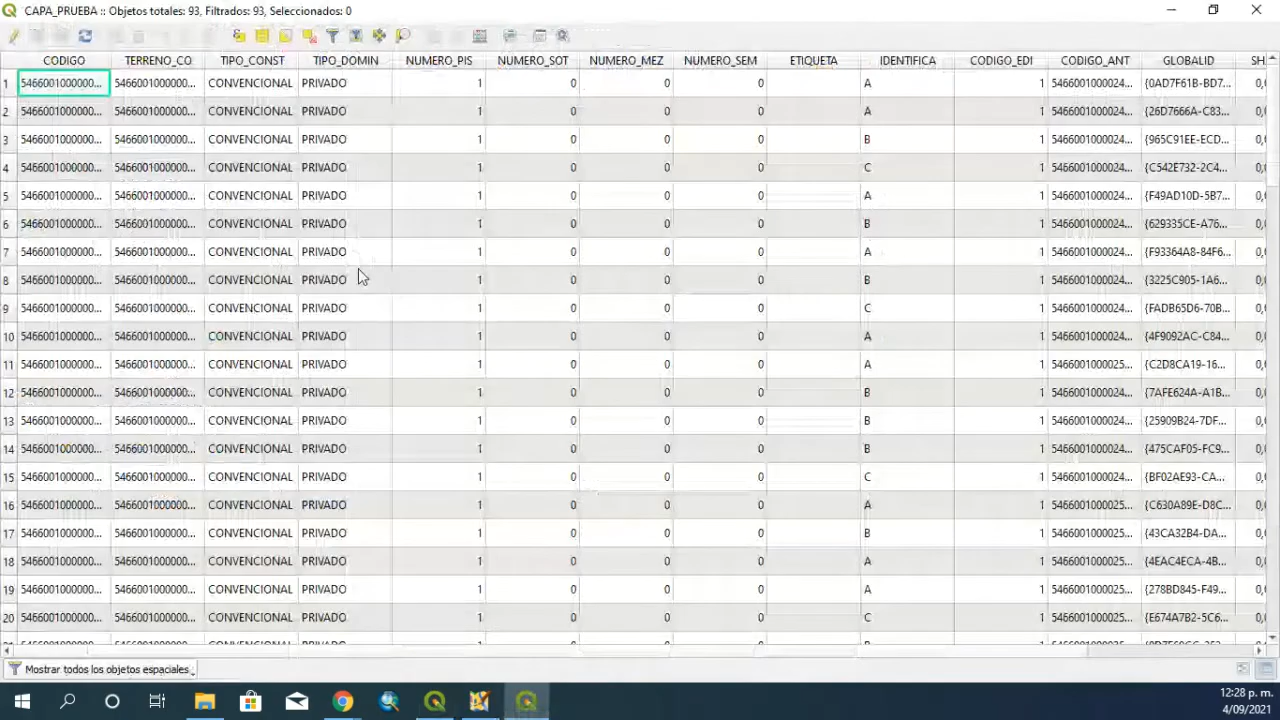 CAPA_PRUEBA :: Objetos totales: 93, Filtrados: 93, Seleccionados: 0
CODIGO TERRENO_CO TIPO_CONST TIPO_DOMIN NUMERO_PIS NUMERO_SOT NUMERO_MEZ NUMERO_SEM ETIQUETA IDENTIFICA CODIGO_EDI CODIGO_ANT GLOBALID SH
1 5466001000000... 5466001000000... CONVENCIONAL PRIVADO 1 0 0 0 A 1 5466001000024... {0AD7F61B-BD7...
2 5466001000000... 5466001000000... CONVENCIONAL PRIVADO 1 0 0 0 A 1 5466001000024... {26D7666A-C83...
3 5466001000000... 5466001000000... CONVENCIONAL PRIVADO 1 0 0 0 B 1 5466001000024... {965C91EE-ECD...
4 5466001000000... 5466001000000... CONVENCIONAL PRIVADO 1 0 0 0 C 1 5466001000024... {C542E732-2C4...
5 5466001000000... 5466001000000... CONVENCIONAL PRIVADO 1 0 0 0 A 1 5466001000024... {F49AD10D-5B7...
6 5466001000000... 5466001000000... CONVENCIONAL PRIVADO 1 0 0 0 B 1 5466001000024... {629335CE-A76...
7 5466001000000... 5466001000000... CONVENCIONAL PRIVADO 1 0 0 0 A 1 5466001000024... {F93364A8-84F6...
8 5466001000000... 5466001000000... CONVENCIONAL PRIVADO 1 0 0 0 B 1 5466001000024... {3225C905-1A6...
9 5466001000000... 5466001000000... CONVENCIONAL PRIVADO 1 0 0 0 C 1 5466001000024... {FADB65D6-70B...
10 5466001000000... 5466001000000... CONVENCIONAL PRIVADO 1 0 0 0 A 1 5466001000024... {4F9092AC-C84...
11 5466001000000... 5466001000000... CONVENCIONAL PRIVADO 1 0 0 0 A 1 5466001000025... {C2D8CA19-16...
12 5466001000000... 5466001000000... CONVENCIONAL PRIVADO 1 0 0 0 B 1 5466001000025... {7AFE624A-A1B...
13 5466001000000... 5466001000000... CONVENCIONAL PRIVADO 1 0 0 0 B 1 5466001000025... {25909B24-7DF...
14 5466001000000... 5466001000000... CONVENCIONAL PRIVADO 1 0 0 0 B 1 5466001000025... {475CAF05-FC9...
15 5466001000000... 5466001000000... CONVENCIONAL PRIVADO 1 0 0 0 C 1 5466001000025... {BF02AE93-CA...
16 5466001000000... 5466001000000... CONVENCIONAL PRIVADO 1 0 0 0 A 1 5466001000025... {C630A89E-D8C...
17 5466001000000... 5466001000000... CONVENCIONAL PRIVADO 1 0 0 0 B 1 5466001000025... {43CA32B4-DA...
18 5466001000000... 5466001000000... CONVENCIONAL PRIVADO 1 0 0 0 A 1 5466001000025... {4EAC4ECA-4B...
19 5466001000000... 5466001000000... CONVENCIONAL PRIVADO 1 0 0 0 A 1 5466001000025... {278BD845-F49...
20 5466001000000... 5466001000000... CONVENCIONAL PRIVADO 1 0 0 0 C 1 5466001000025... {E674A7B2-5C6...
Mostrar todos los objetos espaciales
12:28 p. m.
4/09/2021